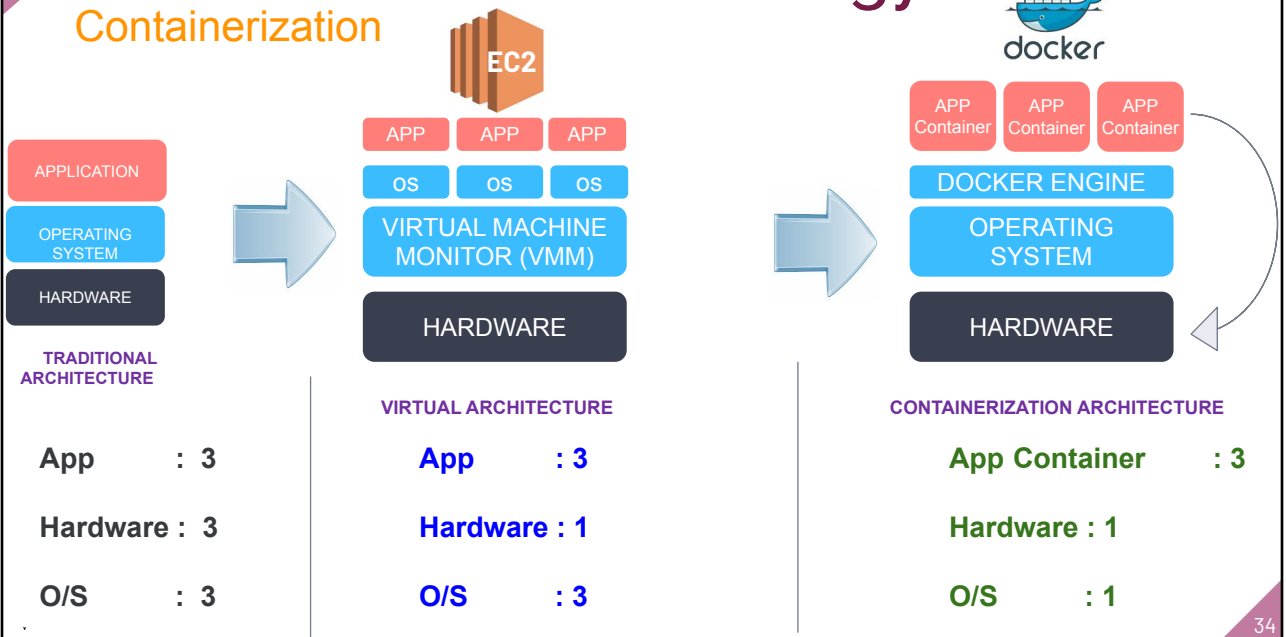 Containerization
gy
EC2
docker
APPLICATION
OPERATING
SYSTEM
HARDWARE
TRADITIONAL
ARCHITECTURE
APP
APP
APP
OS
OS
OS
VIRTUAL MACHINE
MONITOR (VMM)
HARDWARE
VIRTUAL ARCHITECTURE
APP
Container
APP
Container
APP
Container
DOCKER ENGINE
OPERATING
SYSTEM
HARDWARE
CONTAINERIZATION ARCHITECTURE
App : 3
Hardware : 3
O/S : 3
App : 3
Hardware : 1
O/S : 3
App Container : 3
Hardware : 1
O/S : 1
34